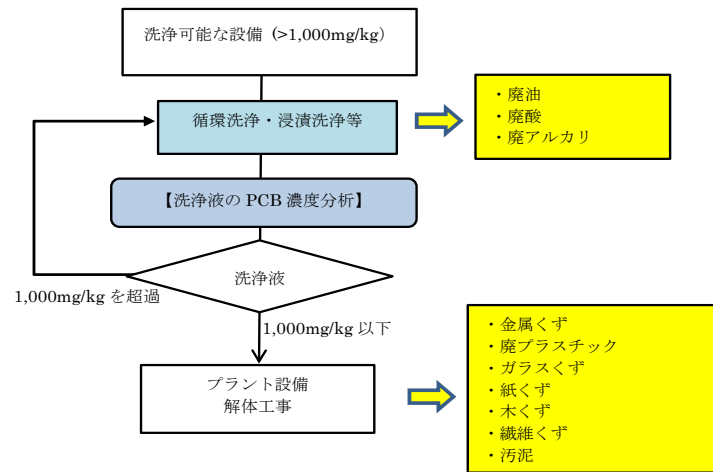 洗浄可能な設備 (>1,000mg/kg)
循環洗浄・浸漬洗浄等
・廃油
・廃酸
・廃アルカリ
【洗浄液の PCB 濃度分析】
洗浄液
1,000mg/kg を超過
1,000mg/kg 以下
プラント設備
解体工事
・金属くず
・廃プラスチック
・ガラスくず
・紙くず
・木くず
・繊維くず
・汚泥